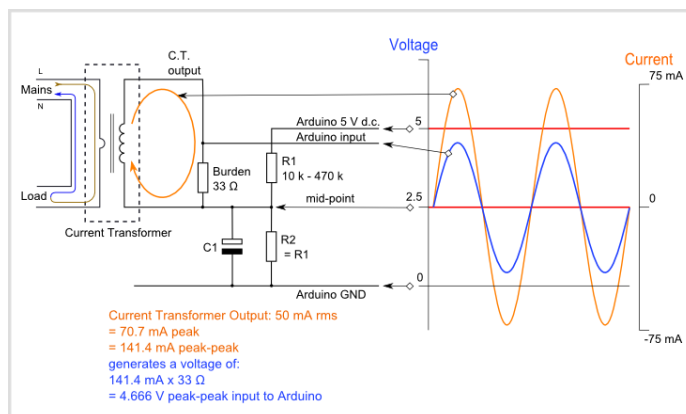 Voltage
Current
C.T.
output
75 mA
L
Mains
N
Arduino 5 V d.c.
5
Arduino input
Burden
33 Ω
R1
10 k - 470 k
Load
mid-point
2.5
0
Current Transformer
C1
R2
= R1
0
Arduino GND
-75 mA
Current Transformer Output: 50 mA rms
= 70.7 mA peak
= 141.4 mA peak-peak
generates a voltage of:
141.4 mA x 33 Ω
= 4.666 V peak-peak input to Arduino